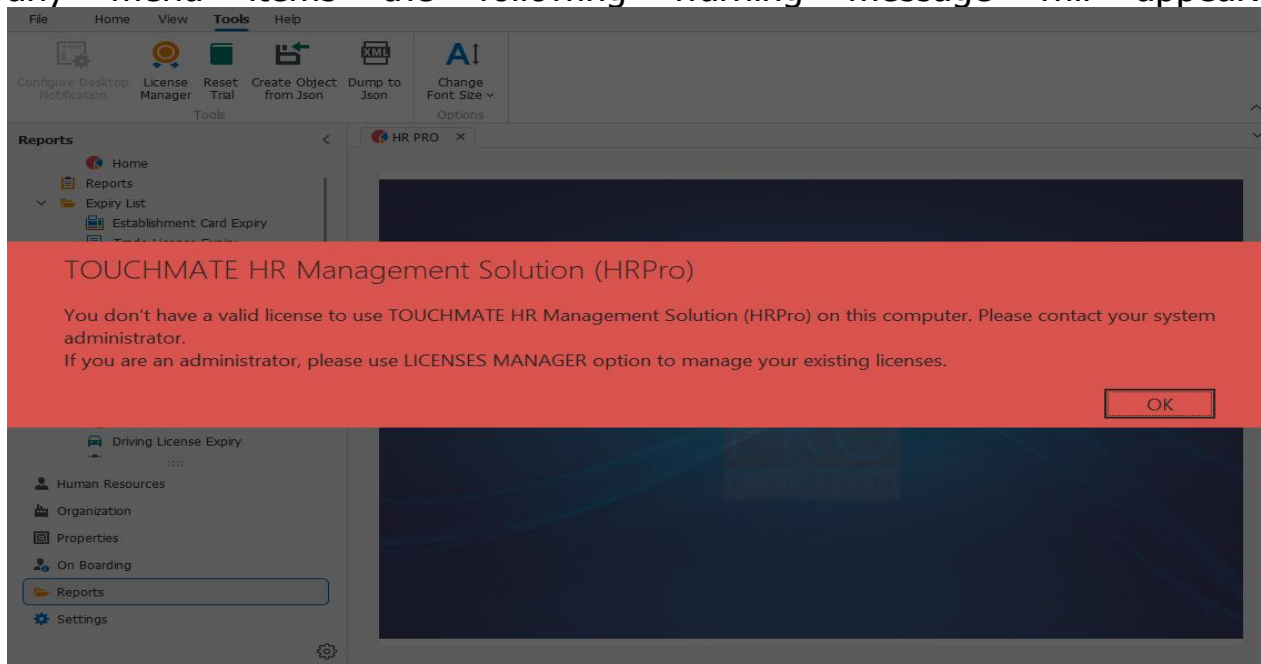 any menu items the following warning message will appear.
File Home View Tools Help
Configure Desktop Notification
License Manager
Reset Trial
Create Object from Json
Dump to Json
Change Font Size
Tools
Options
Reports
HR PRO
Home
Reports
Expiry List
Establishment Card Expiry
Trade License Expiry
TOUCHMATE HR Management Solution (HRPro)
You don't have a valid license to use TOUCHMATE HR Management Solution (HRPro) on this computer. Please contact your system
administrator.
If you are an administrator, please use LICENSES MANAGER option to manage your existing licenses.
OK
Driving License Expiry
PRO
Human Resources
Organization
Properties
On Boarding
Reports
Settings